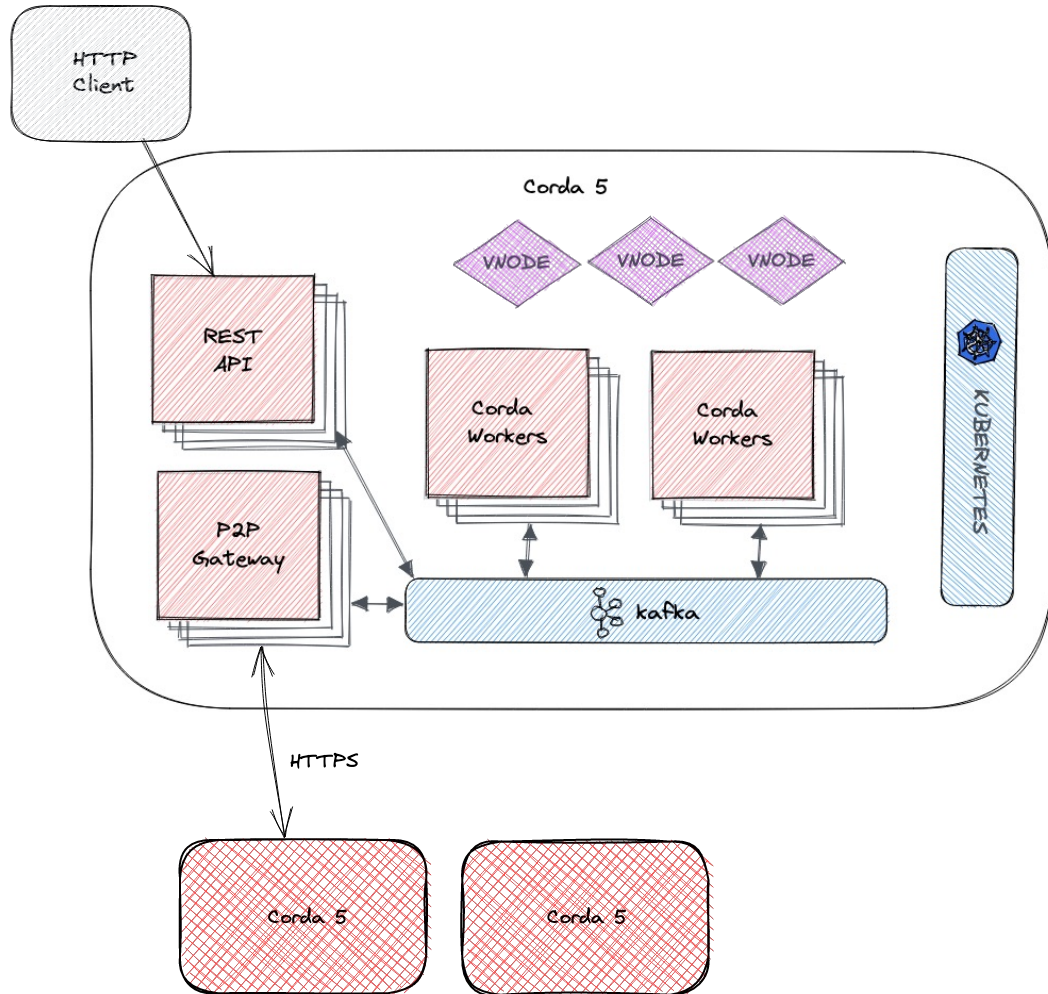 HTTP
Client
Corda 5
VNODE
VNODE
VNODE
REST
API
Corda
Workers
Corda
Workers
KUBERNETES
P2P
Gateway
kafka
HTTPS
Corda 5
Corda 5